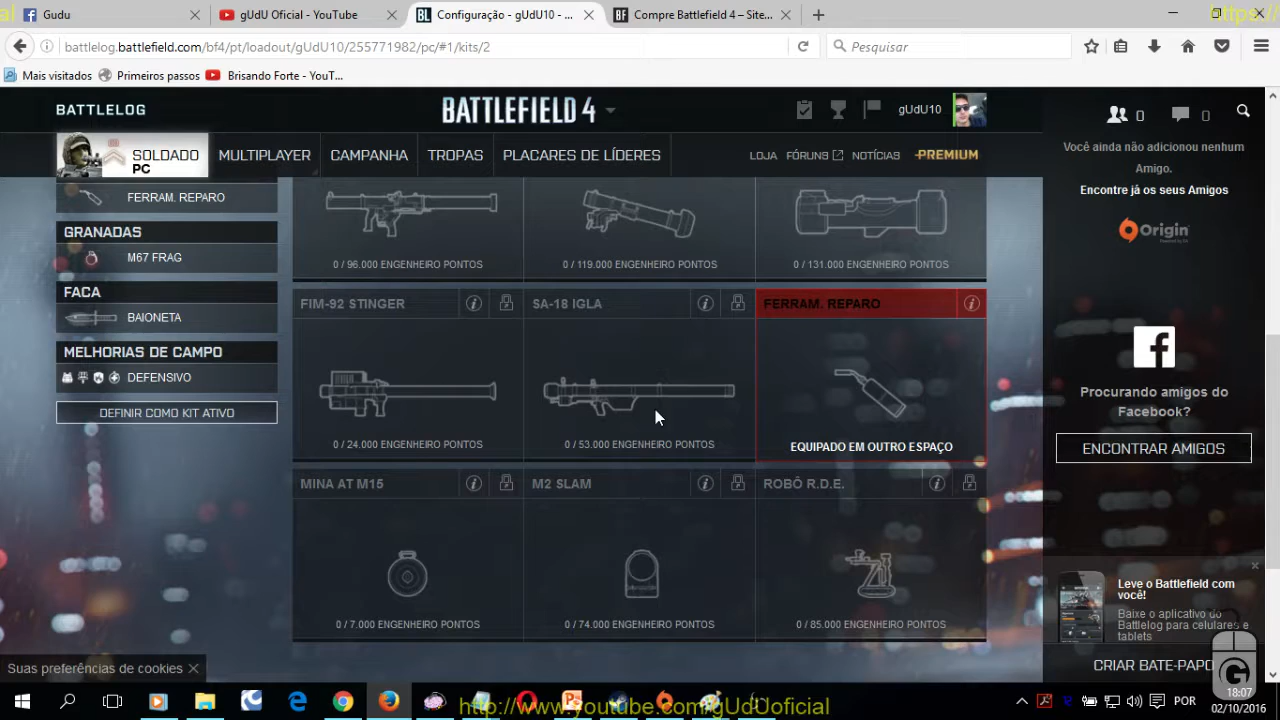 al
https://
Gudu
gUdU Oficial - YouTube
BL Configuração - gUdU10 - ...
BF Compre Battlefield 4 – Site...
battlelog.battlefield.com/bf4/pt/loadout/gUdU10/255771982/pc/#1/kits/2
Pesquisar
Mais visitados
Primeiros passos
Brisando Forte - YouT...
BATTLELOG
BATTLEFIELD 4
gUdU10
0
0
SOLDADO
PC
MULTIPLAYER
CAMPANHA
TROPAS
PLACARES DE LÍDERES
LOJA
FÓRUNS
NOTÍCIAS
PREMIUM
FERRAM. REPARO
GRANADAS
M67 FRAG
FACA
BAIONETA
MELHORIAS DE CAMPO
DEFENSIVO
DEFINIR COMO KIT ATIVO
0 / 96.000 ENGENHEIRO PONTOS
0 / 119.000 ENGENHEIRO PONTOS
0 / 131.000 ENGENHEIRO PONTOS
FIM-92 STINGER
SA-18 IGLA
FERRAM. REPARO
0 / 24.000 ENGENHEIRO PONTOS
0 / 53.000 ENGENHEIRO PONTOS
EQUIPADO EM OUTRO ESPAÇO
MINA AT M15
M2 SLAM
ROBÔ R.D.E.
0 / 7.000 ENGENHEIRO PONTOS
0 / 74.000 ENGENHEIRO PONTOS
0 / 85.000 ENGENHEIRO PONTOS
Você ainda não adicionou nenhum
Amigo.
Encontre já os seus Amigos
Origin
Procurando amigos do
Facebook?
ENCONTRAR AMIGOS
Leve o Battlefield com
você!
Baixe o aplicativo do
Battlelog para celulares e
tablets
CRIAR BATE-PAPO
Suas preferências de cookies
http://www.youtube.com/gUdUoficial
POR
18:07
02/10/2016